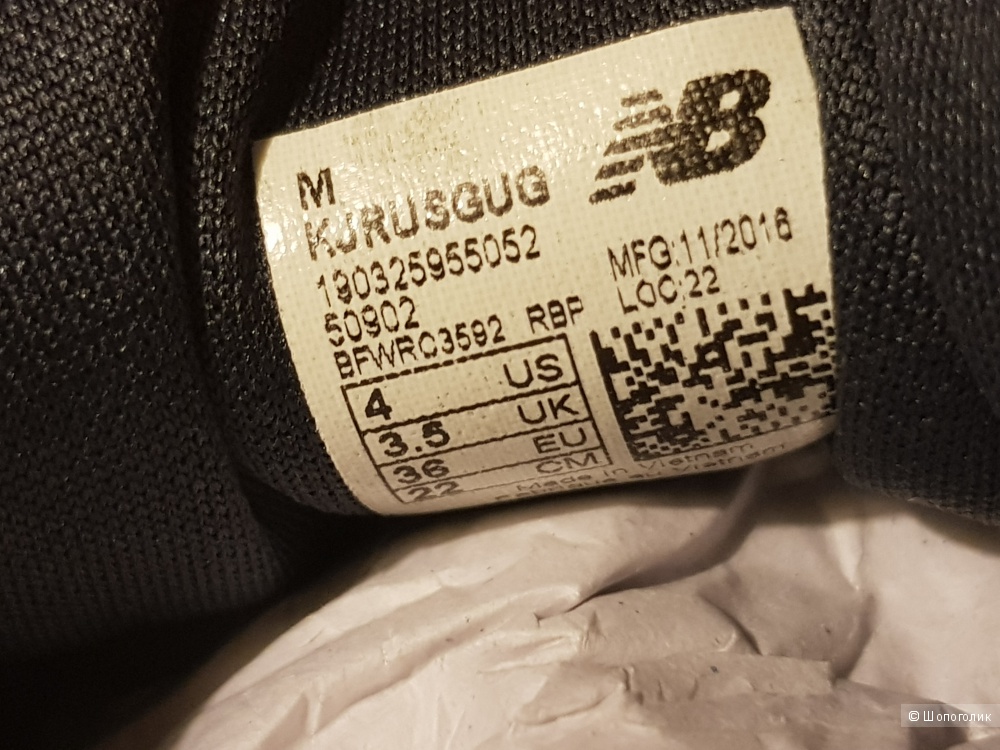 NB
M
KJRUSGUG
190325955052
50902
BFWRC3592 RBP
MFG:11/2016
LOC:22
4 US
3.5 UK
36 EU
22 CM
Made in Vietnam
© Шопоголик